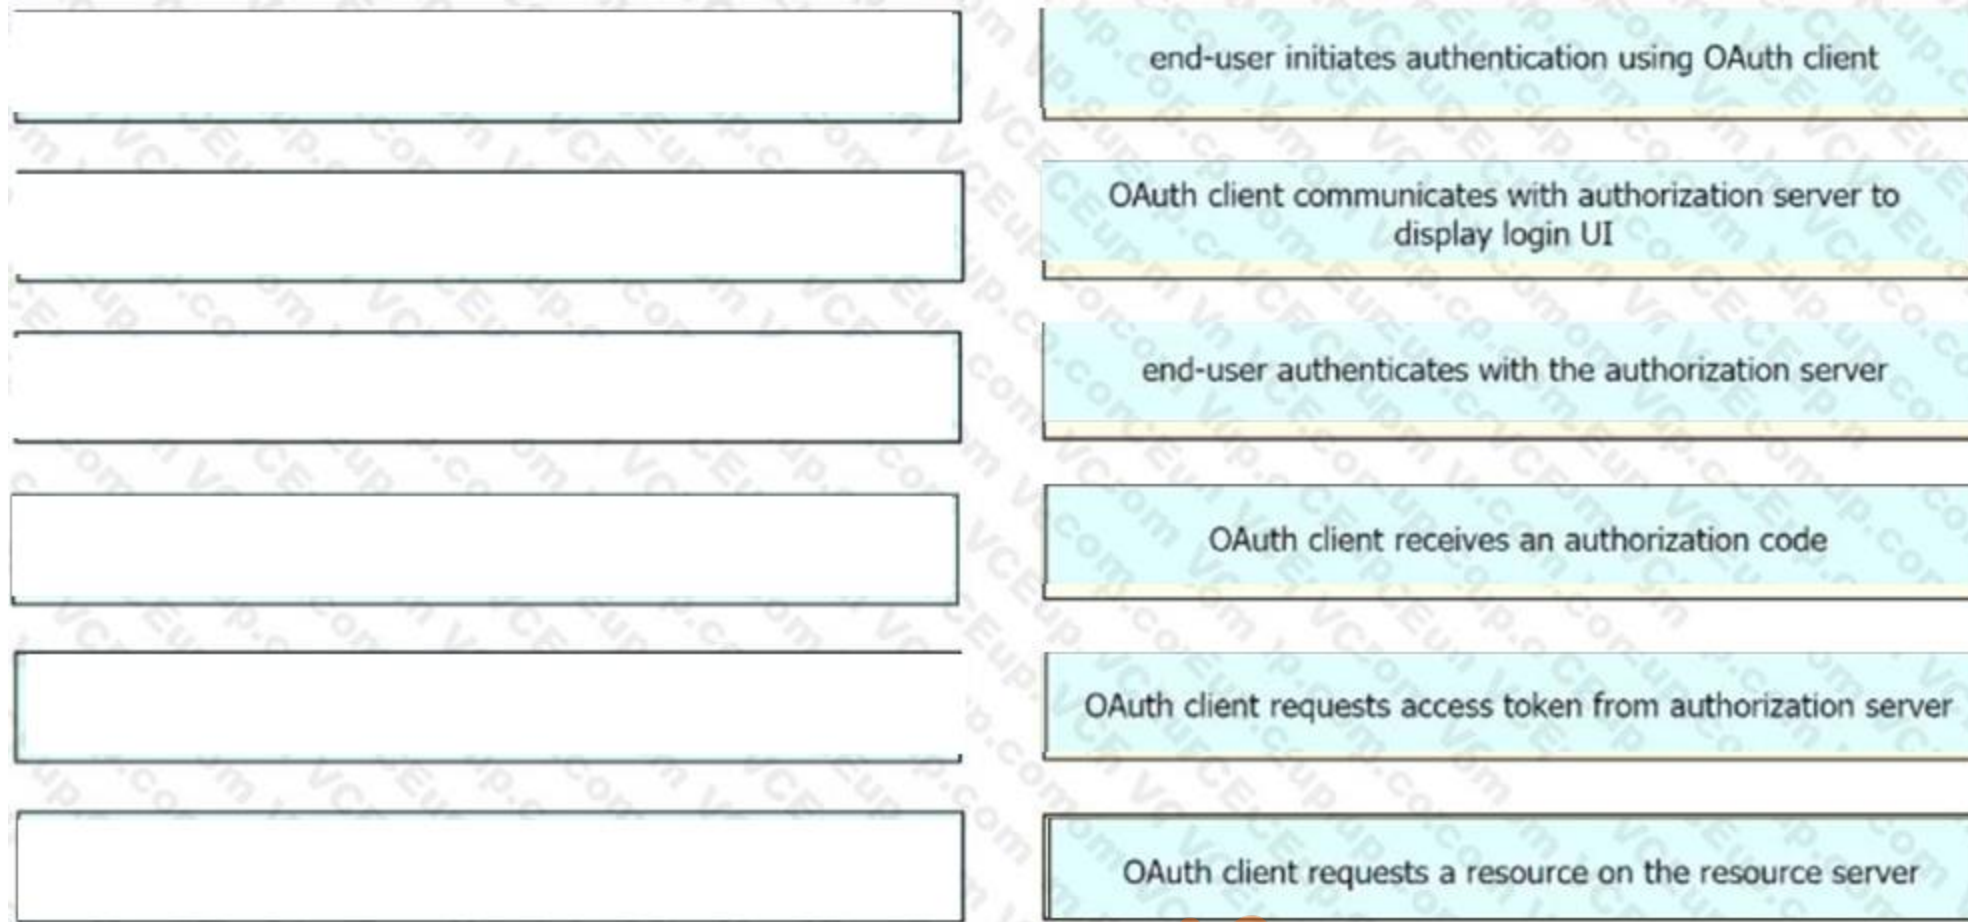 end-user initiates authentication using OAuth client
OAuth client communicates with authorization server to
display login UI
end-user authenticates with the authorization server
OAuth client receives an authorization code
OAuth client requests access token from authorization server
OAuth client requests a resource on the resource server